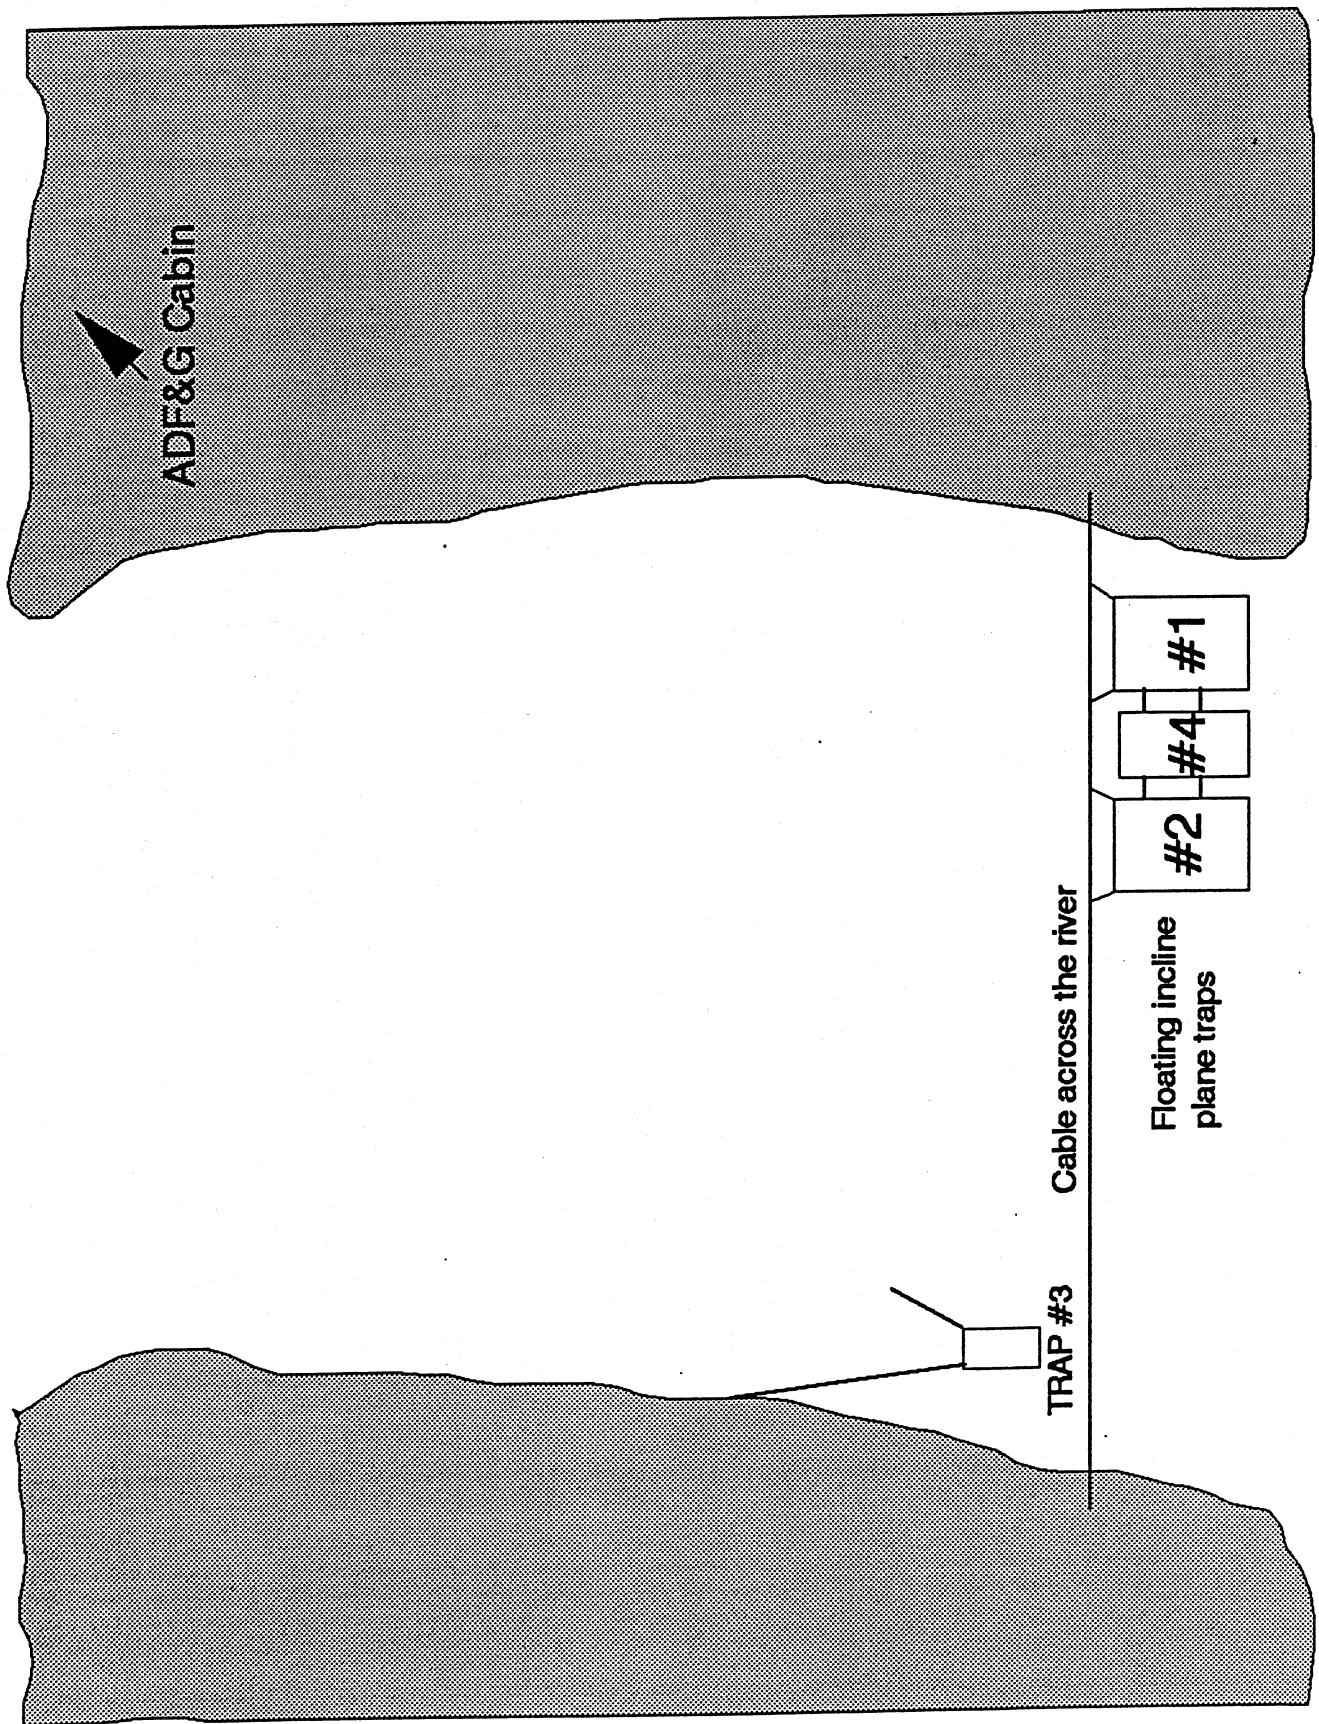 ADF&G Cabin
TRAP #3
Cable across the river
#2
#4
#1
Floating incline
plane traps